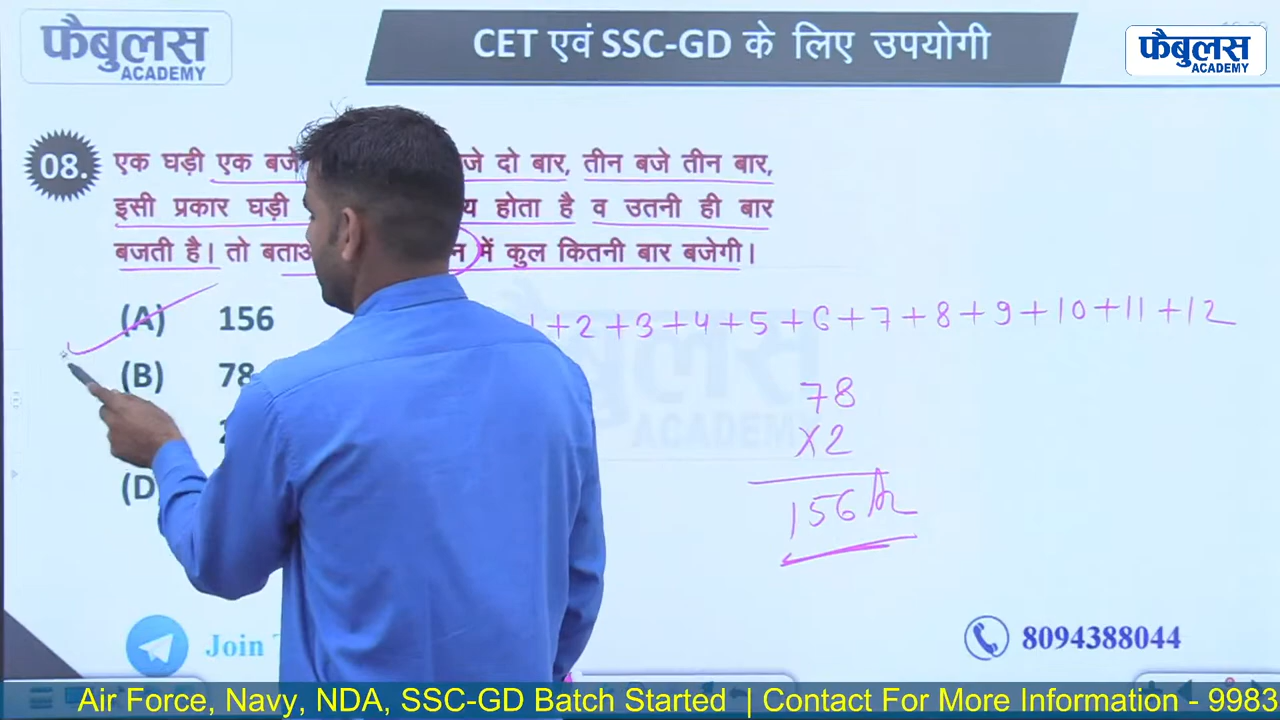 फैबुलस
ACADEMY
CET एवं SSC-GD के लिए उपयोगी
फैबुलस
ACADEMY
08.
एक घड़ी एक बजे दो बार, तीन बजे तीन बार,
इसी प्रकार घड़ी होता है व उतनी ही बार
बजती है। तो में कुल कितनी बार बजेगी।
(A) 156
1+2+3+4+5+6+7+8+9+10+11+12
(B) 78
78
×2
(D
156 A
Join
8094388044
Air Force, Navy, NDA, SSC-GD Batch Started | Contact For More Information - 9983